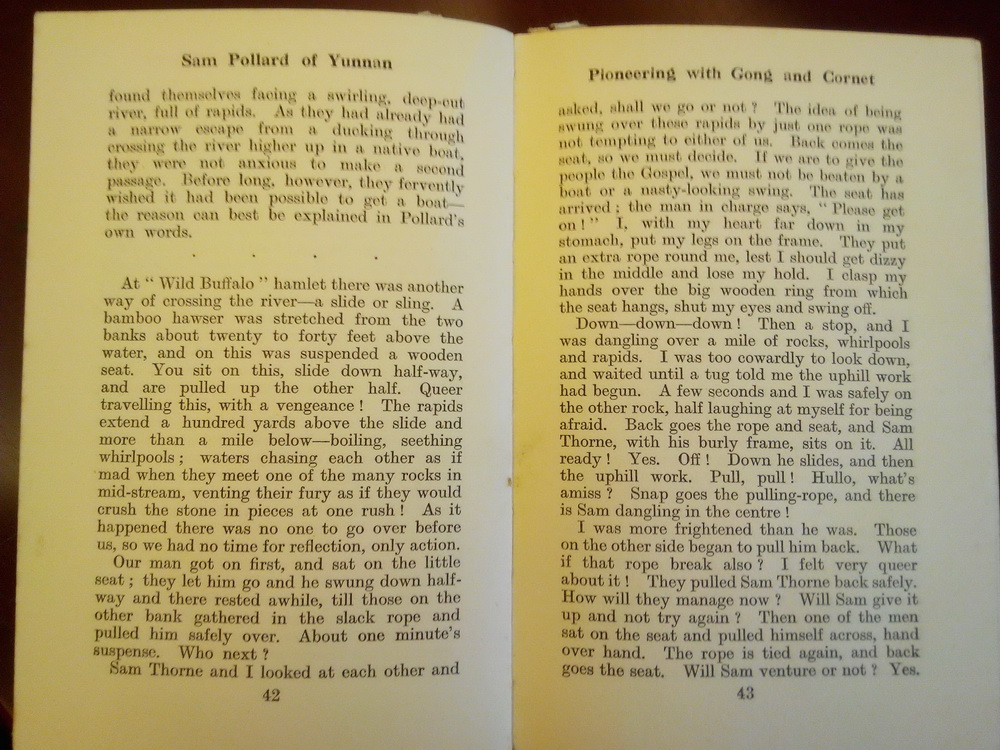 Sam Pollard of Yunnan
found themselves facing a swirling, deep-cut
river, full of rapids. As they had already had
a narrow escape from a ducking through
crossing the river higher up in a native boat,
they were not anxious to make a second
passage. Before long, however, they fervently
wished it had been possible to get a boat—
the reason can best be explained in Pollard's
own words.
. . . .
At “ Wild Buffalo ” hamlet there was another
way of crossing the river—a slide or sling. A
bamboo hawser was stretched from the two
banks about twenty to forty feet above the
water, and on this was suspended a wooden
seat. You sit on this, slide down half-way,
and are pulled up the other half. Queer
travelling this, with a vengeance ! The rapids
extend a hundred yards above the slide and
more than a mile below—boiling, seething
whirlpools ; waters chasing each other as if
mad when they meet one of the many rocks in
mid-stream, venting their fury as if they would
crush the stone in pieces at one rush ! As it
happened there was no one to go over before
us, so we had no time for reflection, only action.
Our man got on first, and sat on the little
seat ; they let him go and he swung down half-
way and there rested awhile, till those on the
other bank gathered in the slack rope and
pulled him safely over. About one minute's
suspense. Who next ?
Sam Thorne and I looked at each other and
42
Pioneering with Gong and Cornet
asked, shall we go or not ? The idea of being
swung over these rapids by just one rope was
not tempting to either of us. Back comes the
seat, so we must decide. If we are to give the
people the Gospel, we must not be beaten by a
boat or a nasty-looking swing. The seat has
arrived ; the man in charge says, “ Please get
on ! ” I, with my heart far down in my
stomach, put my legs on the frame. They put
an extra rope round me, lest I should get dizzy
in the middle and lose my hold. I clasp my
hands over the big wooden ring from which
the seat hangs, shut my eyes and swing off.
Down—down—down ! Then a stop, and I
was dangling over a mile of rocks, whirlpools
and rapids. I was too cowardly to look down,
and waited until a tug told me the uphill work
had begun. A few seconds and I was safely on
the other rock, half laughing at myself for being
afraid. Back goes the rope and seat, and Sam
Thorne, with his burly frame, sits on it. All
ready ! Yes. Off ! Down he slides, and then
the uphill work. Pull, pull ! Hullo, what's
amiss ? Snap goes the pulling-rope, and there
is Sam dangling in the centre !
I was more frightened than he was. Those
on the other side began to pull him back. What
if that rope break also ? I felt very queer
about it ! They pulled Sam Thorne back safely.
How will they manage now ? Will Sam give it
up and not try again ? Then one of the men
sat on the seat and pulled himself across, hand
over hand. The rope is tied again, and back
goes the seat. Will Sam venture or not ? Yes.
43